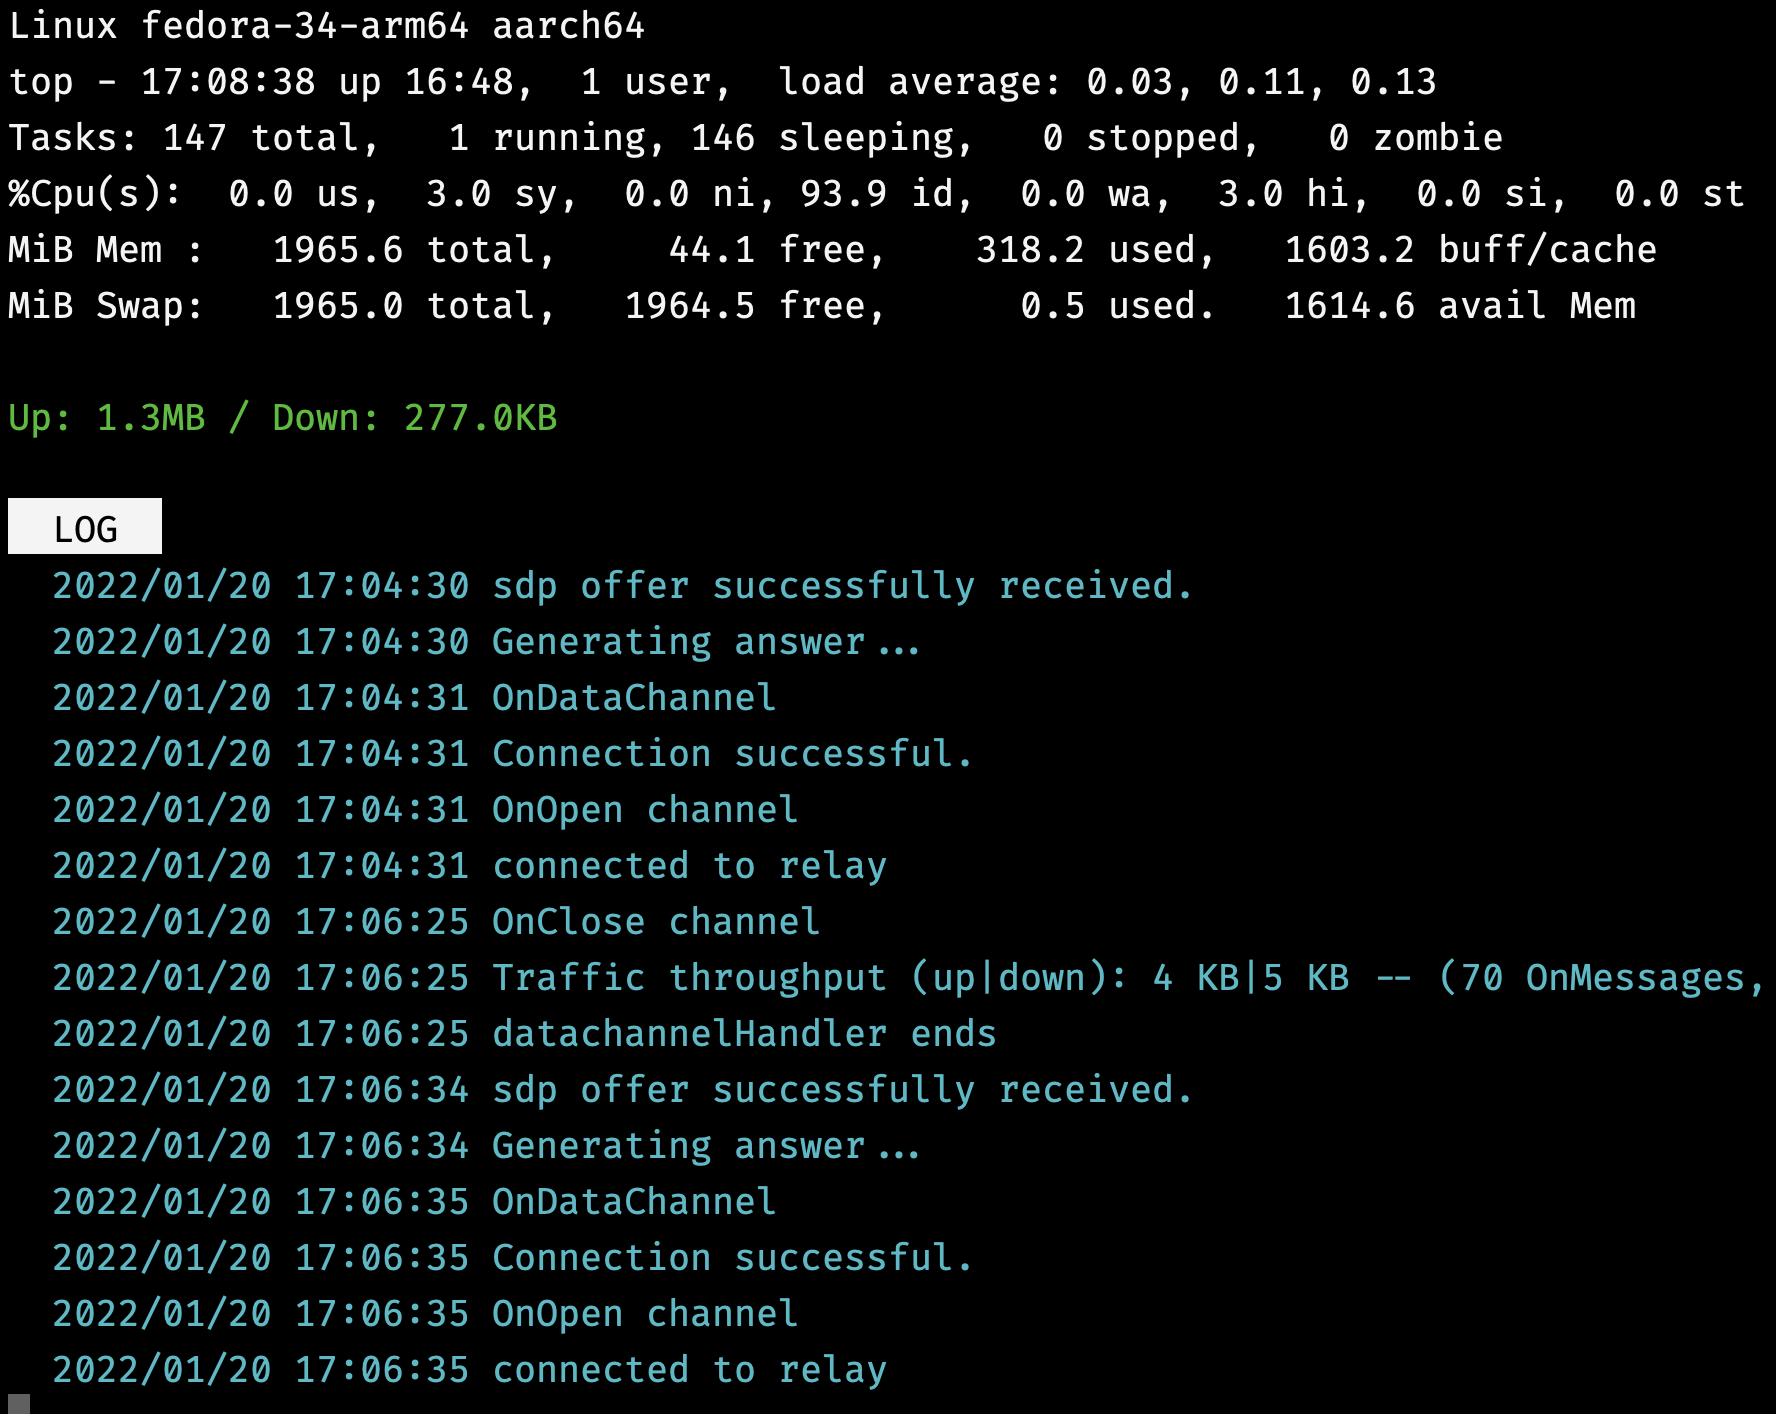 Linux fedora-34-arm64 aarch64
top - 17:08:38 up 16:48,  1 user,  load average: 0.03, 0.11, 0.13
Tasks: 147 total,   1 running, 146 sleeping,   0 stopped,   0 zombie
%Cpu(s):  0.0 us,  3.0 sy,  0.0 ni, 93.9 id,  0.0 wa,  3.0 hi,  0.0 si,  0.0 st
MiB Mem :   1965.6 total,     44.1 free,    318.2 used,   1603.2 buff/cache
MiB Swap:   1965.0 total,   1964.5 free,      0.5 used.   1614.6 avail Mem
Up: 1.3MB / Down: 277.0KB
LOG
2022/01/20 17:04:30 sdp offer successfully received.
2022/01/20 17:04:30 Generating answer...
2022/01/20 17:04:31 OnDataChannel
2022/01/20 17:04:31 Connection successful.
2022/01/20 17:04:31 OnOpen channel
2022/01/20 17:04:31 connected to relay
2022/01/20 17:06:25 OnClose channel
2022/01/20 17:06:25 Traffic throughput (up|down): 4 KB|5 KB -- (70 OnMessages,
2022/01/20 17:06:25 datachannelHandler ends
2022/01/20 17:06:34 sdp offer successfully received.
2022/01/20 17:06:34 Generating answer...
2022/01/20 17:06:35 OnDataChannel
2022/01/20 17:06:35 Connection successful.
2022/01/20 17:06:35 OnOpen channel
2022/01/20 17:06:35 connected to relay